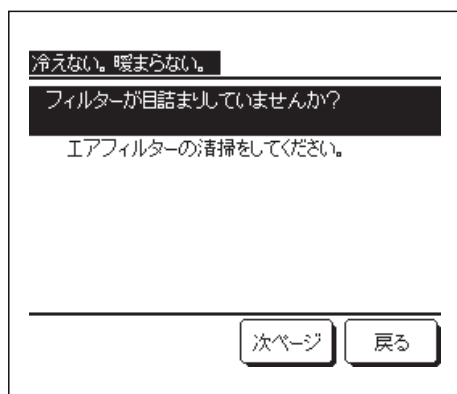 冷えない。暖まらない。
フィルターが目詰まりしていませんか?
エアフィルターの清掃をしてください。
次ページ
戻る